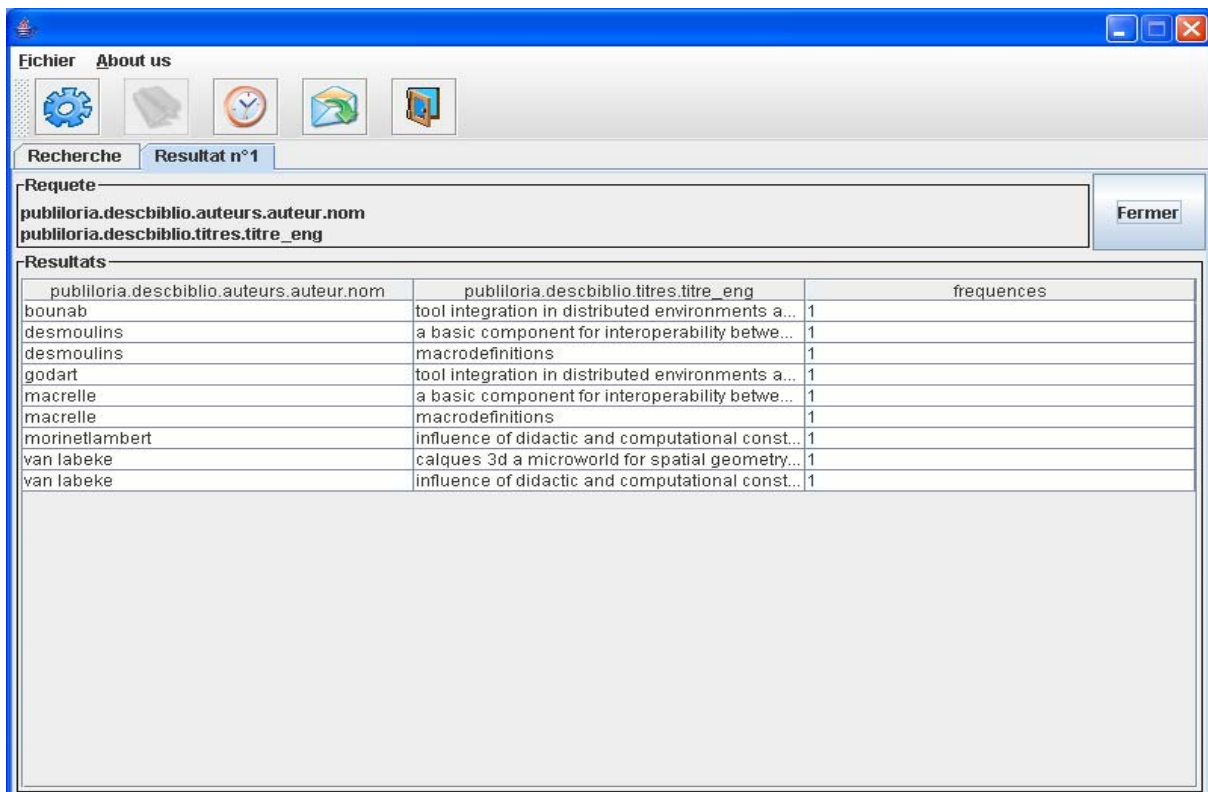 Fichier About us
Recherche Resultat n°1
Requete
publiloria.descbiblio.auteurs.auteur.nom
publiloria.descbiblio.titres.titre_eng
Fermer
Resultats
publiloria.descbiblio.auteurs.auteur.nom publiloria.descbiblio.titres.titre_eng frequences
bounab tool integration in distributed environments a... 1
desmoulins a basic component for interoperability betwe... 1
desmoulins macrodefinitions 1
godart tool integration in distributed environments a... 1
macrelle a basic component for interoperability betwe... 1
macrelle macrodefinitions 1
morinetlambert influence of didactic and computational const... 1
van labeke calques 3d a microworld for spatial geometry... 1
van labeke influence of didactic and computational const... 1